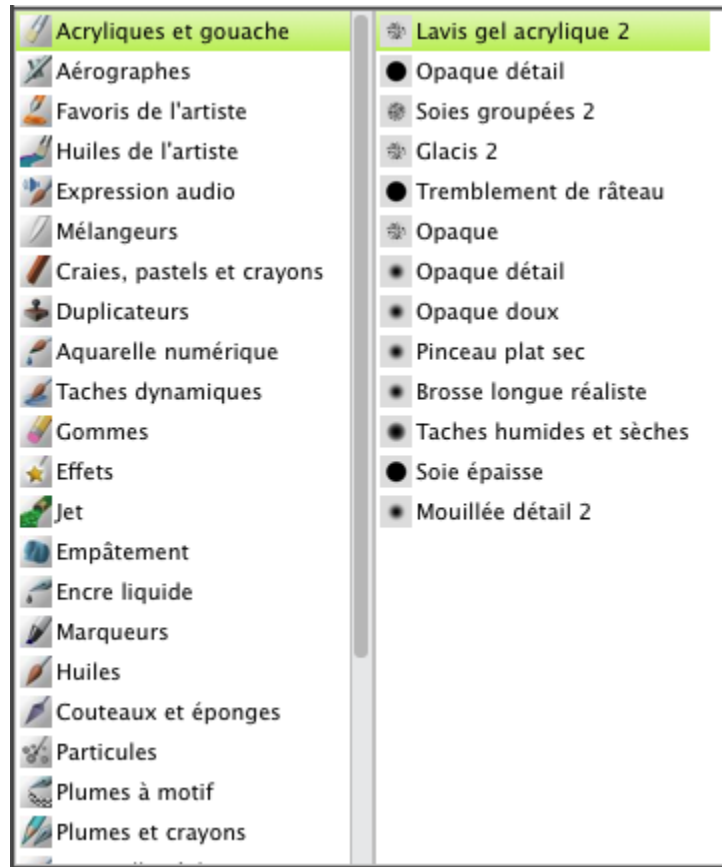 Acryliques et gouache
Aérographes
Favoris de l'artiste
Huiles de l'artiste
Expression audio
Mélangeurs
Craies, pastels et crayons
Duplicateurs
Aquarelle numérique
Taches dynamiques
Gommes
Effets
Jet
Empâtement
Encre liquide
Marqueurs
Huiles
Couteaux et éponges
Particules
Plumes à motif
Plumes et crayons
Lavis gel acrylique 2
Opaque détail
Soies groupées 2
Glacis 2
Tremblement de râteau
Opaque
Opaque détail
Opaque doux
Pinceau plat sec
Brosse longue réaliste
Taches humides et sèches
Soie épaisse
Mouillée détail 2